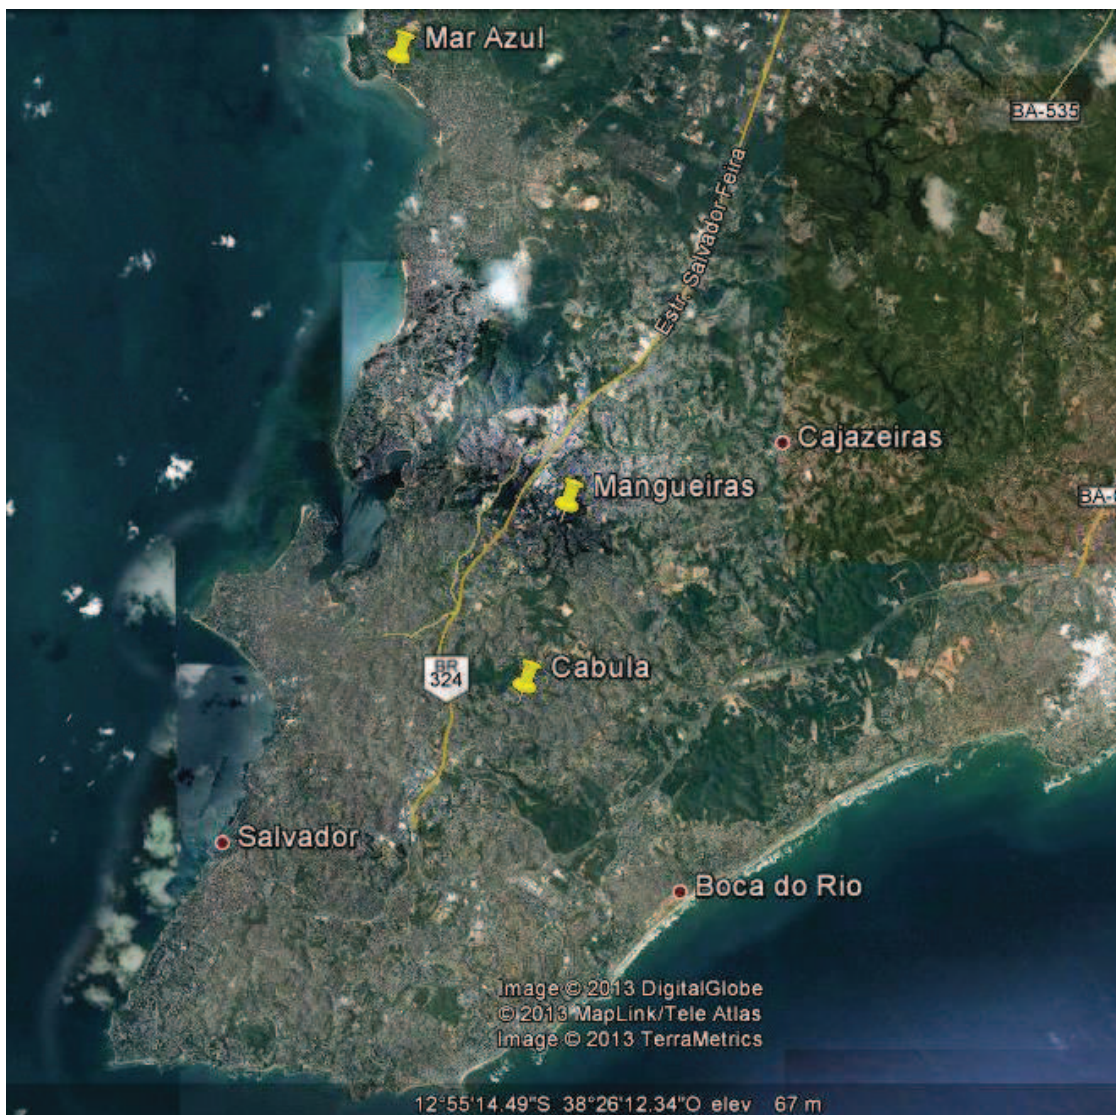 Mar Azul
BA-535
Estr. Salvador Feira
Cajazeiras
Mangueiras
Cabula
BR
324
Salvador
Boca do Rio
Image © 2013 DigitalGlobe
© 2013 MapLink/Tele Atlas
Image © 2013 TerraMetrics
12°55'14.49"S 38°26'12.34"O elev 67 m